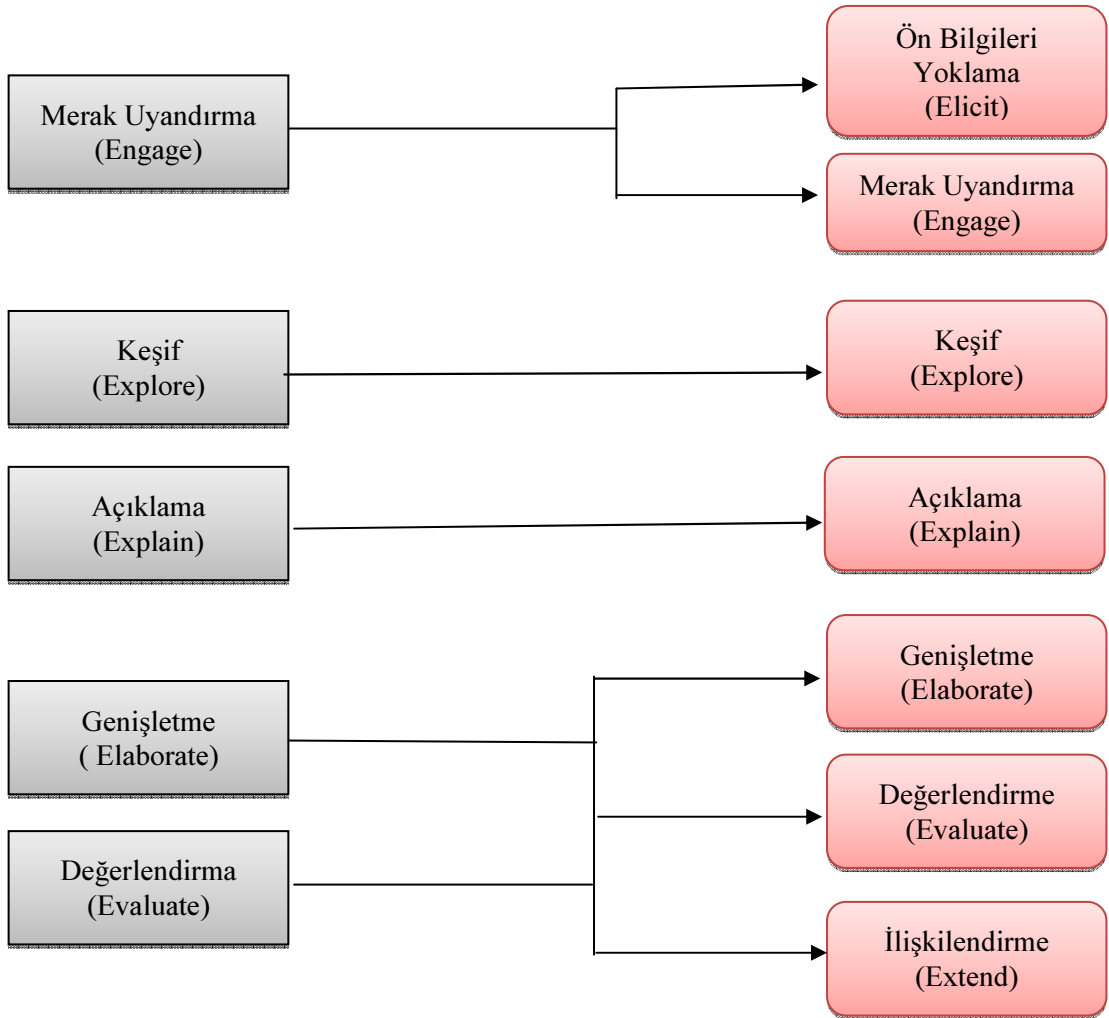 Ön Bilgileri
Yoklama
(Elicit)
Merak Uyandırma
(Engage)
Merak Uyandırma
(Engage)
Keşif
(Explore)
Keşif
(Explore)
Açıklama
(Explain)
Açıklama
(Explain)
Genişletme
( Elaborate)
Genişletme
(Elaborate)
Değerlendirma
(Evaluate)
Değerlendirme
(Evaluate)
İlişkilendirme
(Extend)